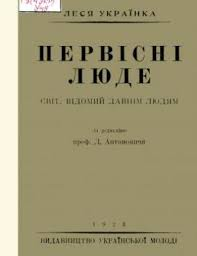 ЛЕСЯ УКРАЇНКА
ПЕРВІСНІ
ЛЮДЕ
СВІТ, ВІДОМИЙ ДАВНІМ ЛЮДЯМ
За редакцією
проф. Д. Антоновича
ВИДАВНИЦТВО УКРАЇНСЬКОЇ МОЛОДІ